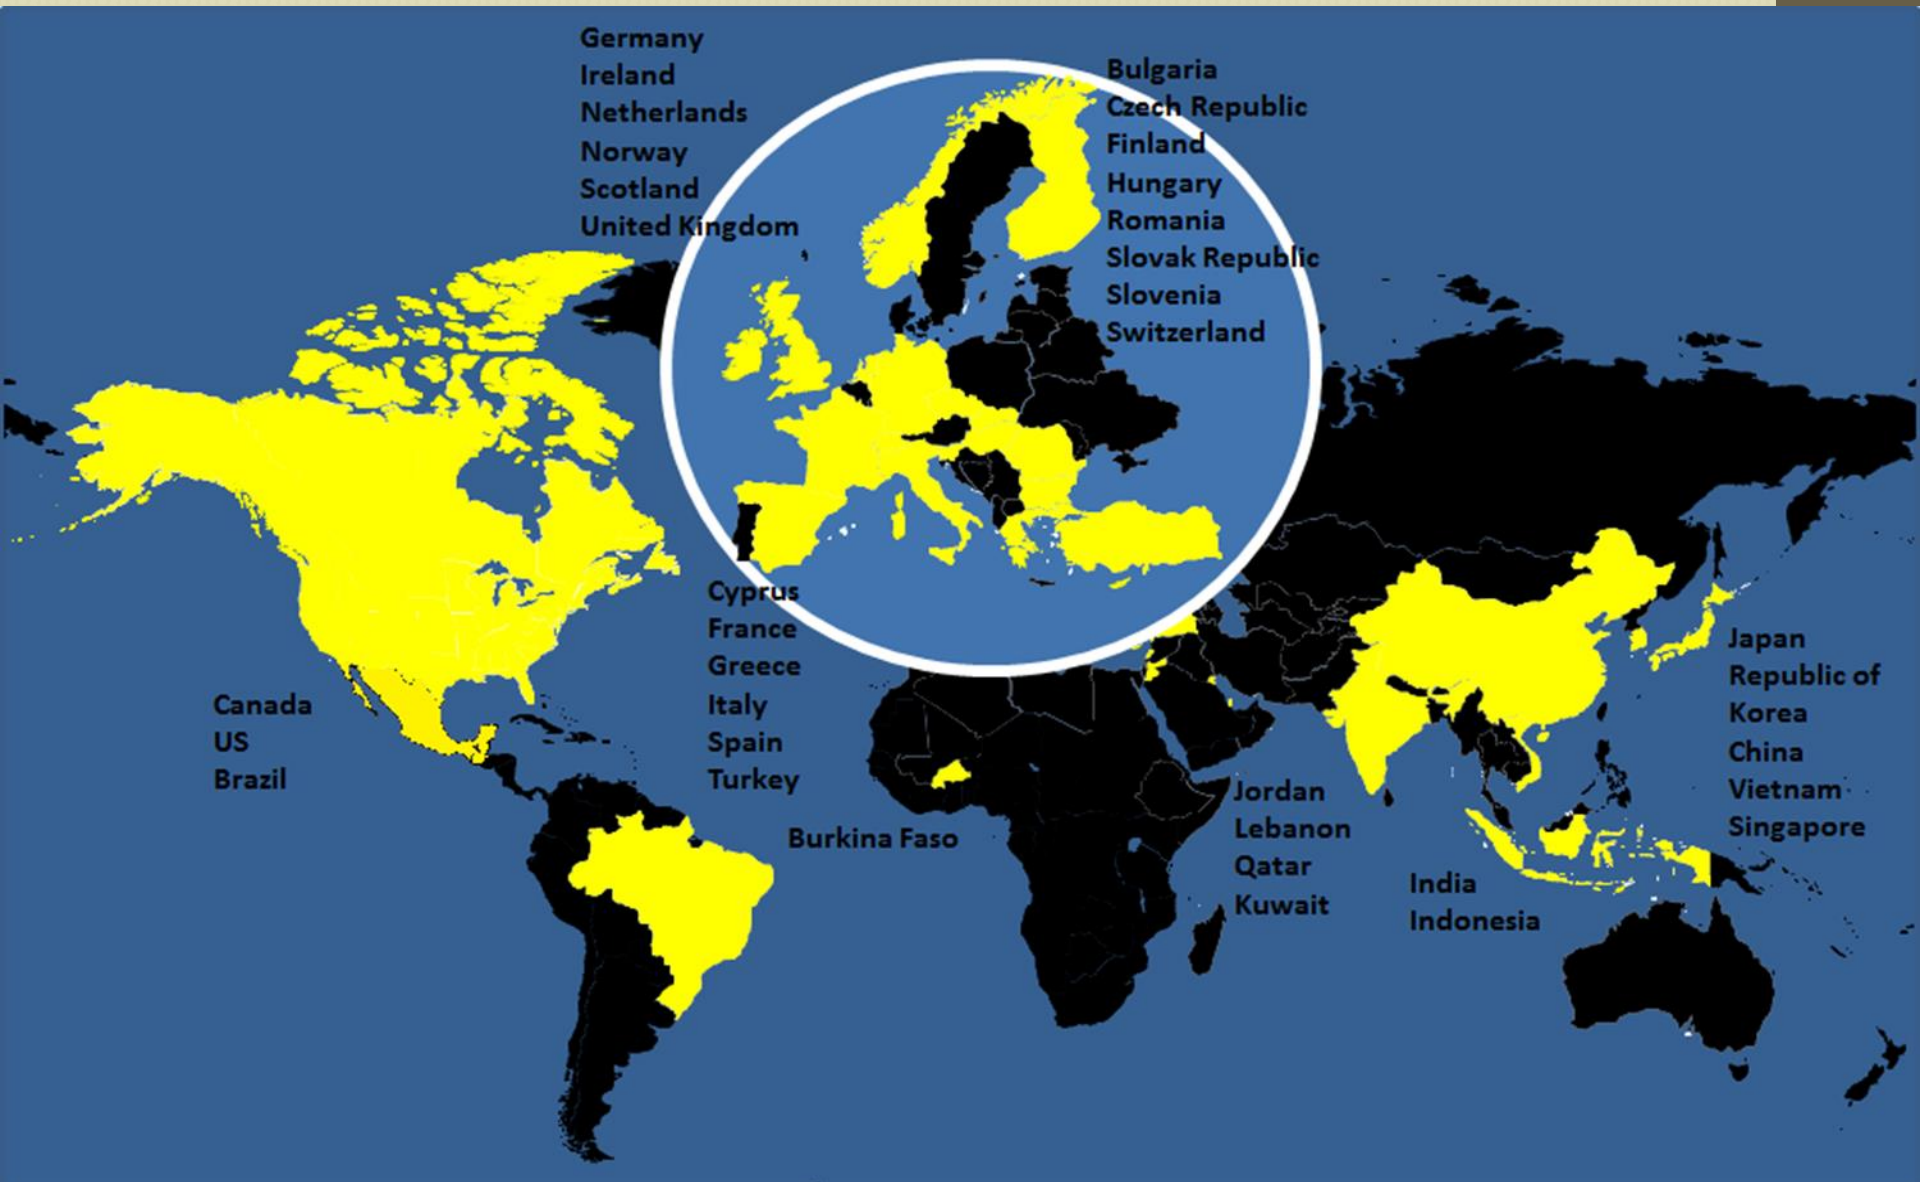 Germany
Ireland
Netherlands
Norway
Scotland
United Kingdom
Bulgaria
Czech Republic
Finland
Hungary
Romania
Slovak Republic
Slovenia
Switzerland
Canada
US
Brazil
Cyprus
France
Greece
Italy
Spain
Turkey
Burkina Faso
Jordan
Lebanon
Qatar
Kuwait
India
Indonesia
Japan
Republic of
Korea
China
Vietnam
Singapore